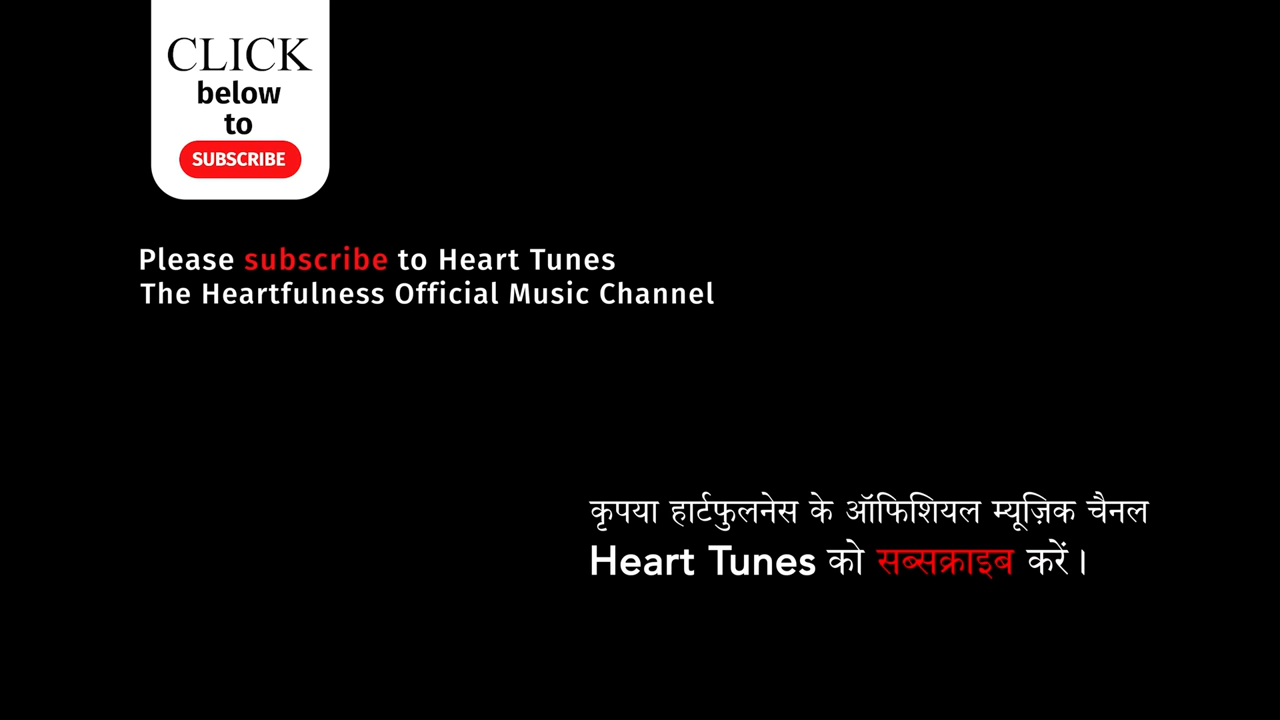 CLICK
below
to
SUBSCRIBE
Please subscribe to Heart Tunes
The Heartfulness Official Music Channel
कृपया हार्टफुलनेस के ऑफिशियल म्यूज़िक चैनल
Heart Tunes को सब्सक्राइब करें।